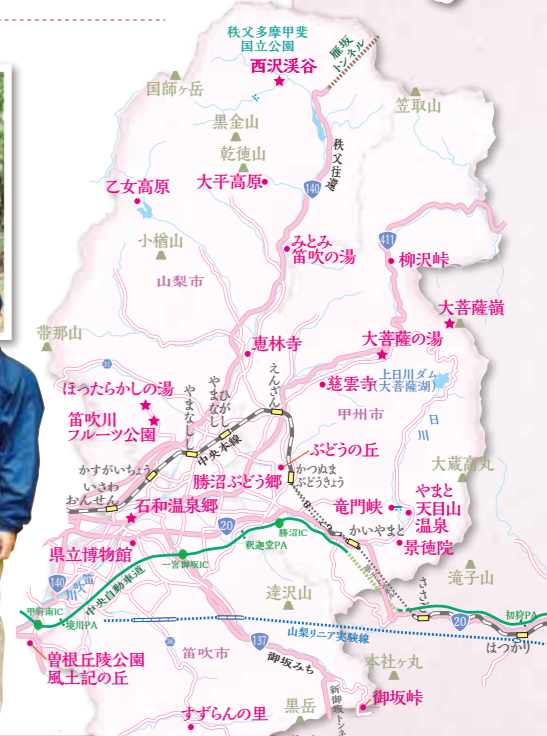 秩父多摩甲斐
国立公園
西沢渓谷
雁坂
トンネル
国師ヶ岳
笠取山
黒金山
乾徳山
大平高原
秩父往還
140
乙女高原
小楢山
みとみ
笛吹の湯
411
柳沢峠
山梨市
大菩薩嶺
帯那山
恵林寺
大菩薩の湯
上日川ダム
(大菩薩湖)
慈雲寺
ほったらかしの湯
笛吹川
フルーツ公園
やまなし
ひがし
やまなし
えんざん
甲州市
日川
中央本線
ぶどうの丘
かすがいちょう
勝沼ぶどう郷
かつぬま
ぶどうきょう
大蔵高丸
いさわ
おんせん
石和温泉郷
竜門峡
やまと
天目山
温泉
20
勝沼IC
かいやまと
景徳院
県立博物館
釈迦堂PA
一宮御坂IC
140
笛吹川
中央自動車道
達沢山
ささご
滝子山
甲府南IC
境川PA
20
初狩PA
はつかり
山梨リニア実験線
137
曽根丘陵公園
風土記の丘
笛吹市
御坂みち
本社ヶ丸
新御坂トンネ
御坂峠
黒岳
すずらんの里